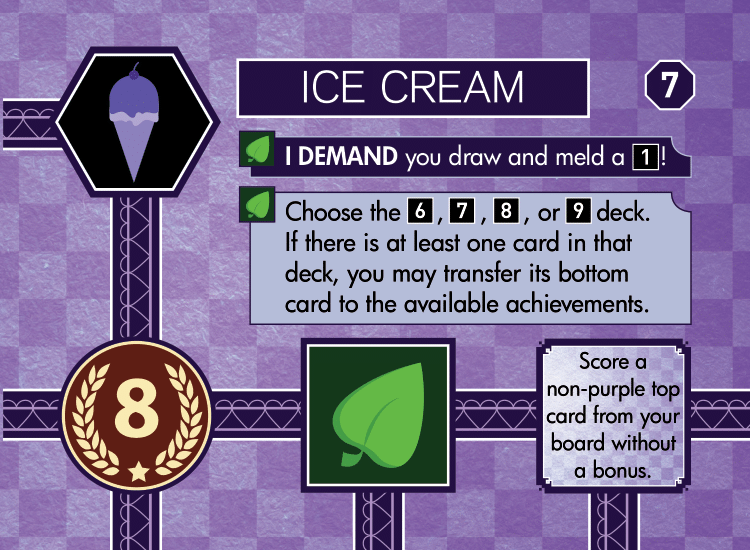 ICE CREAM
7
I DEMAND you draw and meld a 1!
Choose the 6, 7, 8, or 9 deck.
If there is at least one card in that
deck, you may transfer its bottom
card to the available achievements.
8
Score a
non-purple top
card from your
board without
a bonus.